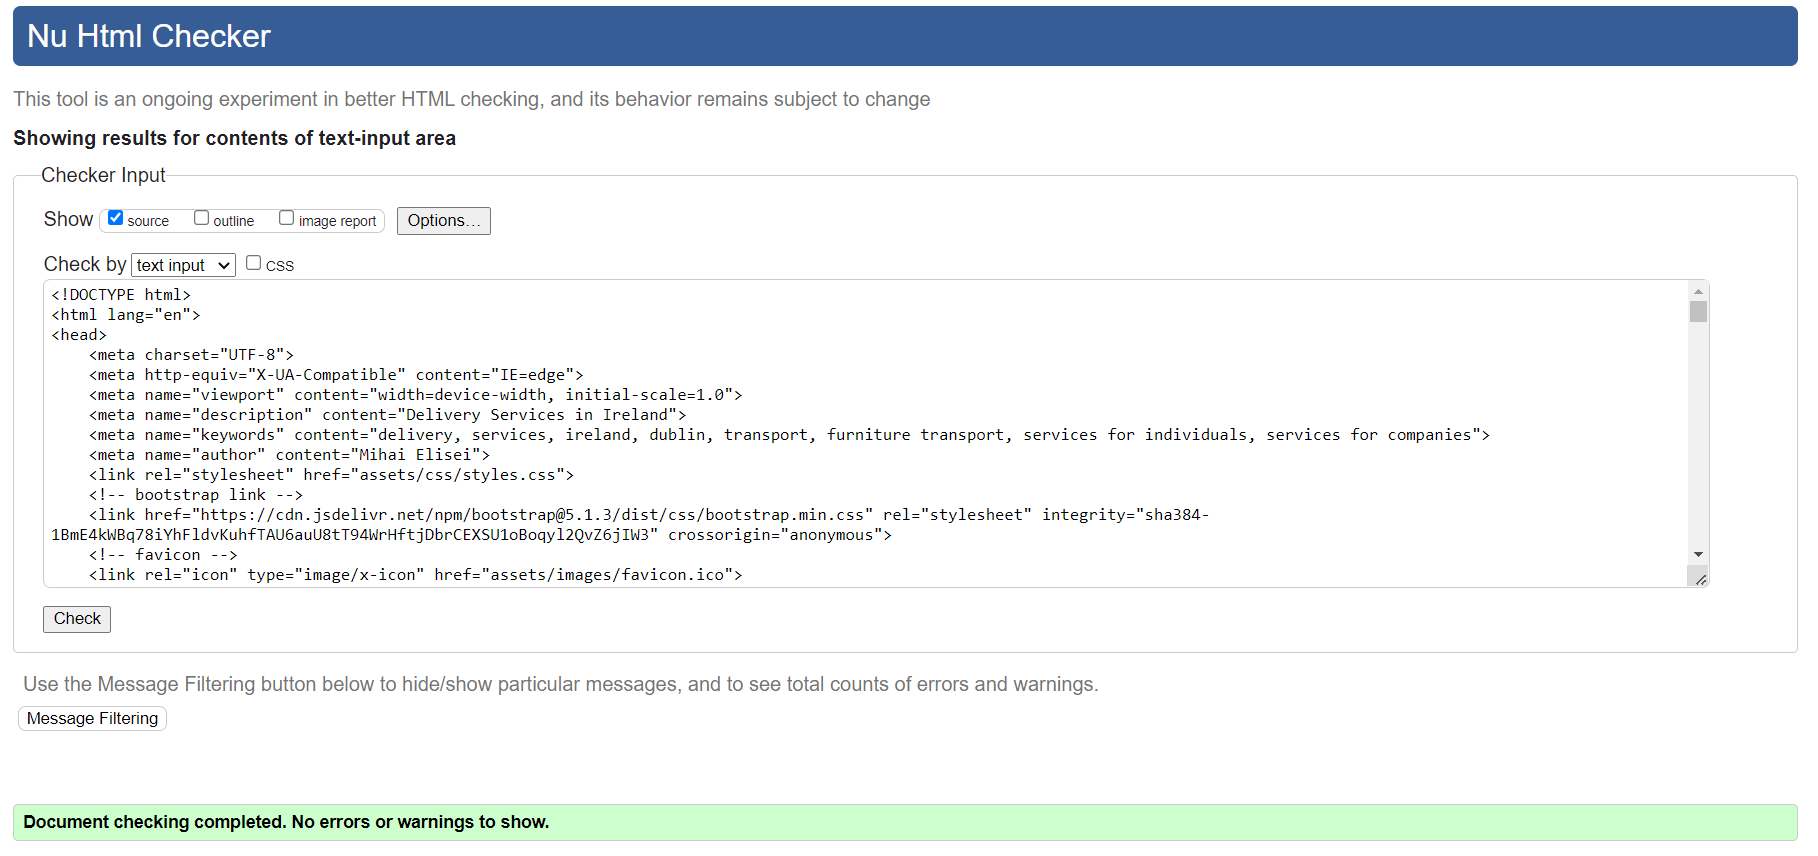 Nu Html Checker
This tool is an ongoing experiment in better HTML checking, and its behavior remains subject to change
Showing results for contents of text-input area
Checker Input
Show source outline image report Options...
Check by text input CSS
<!DOCTYPE html>
<html lang="en">
<head>
    <meta charset="UTF-8">
    <meta http-equiv="X-UA-Compatible" content="IE=edge">
    <meta name="viewport" content="width=device-width, initial-scale=1.0">
    <meta name="description" content="Delivery Services in Ireland">
    <meta name="keywords" content="delivery, services, ireland, dublin, transport, furniture transport, services for individuals, services for companies">
    <meta name="author" content="Mihai Elisei">
    <link rel="stylesheet" href="assets/css/styles.css">
    <!-- bootstrap link -->
    <link href="https://cdn.jsdelivr.net/npm/bootstrap@5.1.3/dist/css/bootstrap.min.css" rel="stylesheet" integrity="sha384-
1BmE4kWBq78iYhFldvKuhfTAU6auU8tT94WrHftjDbrCEXSU1oBoqyl2QvZ6jIW3" crossorigin="anonymous">
    <!-- favicon -->
    <link rel="icon" type="image/x-icon" href="assets/images/favicon.ico">
Check
Use the Message Filtering button below to hide/show particular messages, and to see total counts of errors and warnings.
Message Filtering
Document checking completed. No errors or warnings to show.